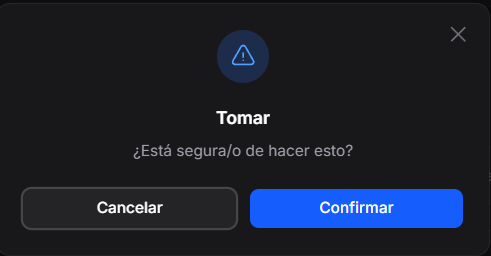 Tomar
¿Está segura/o de hacer esto?
Cancelar
Confirmar